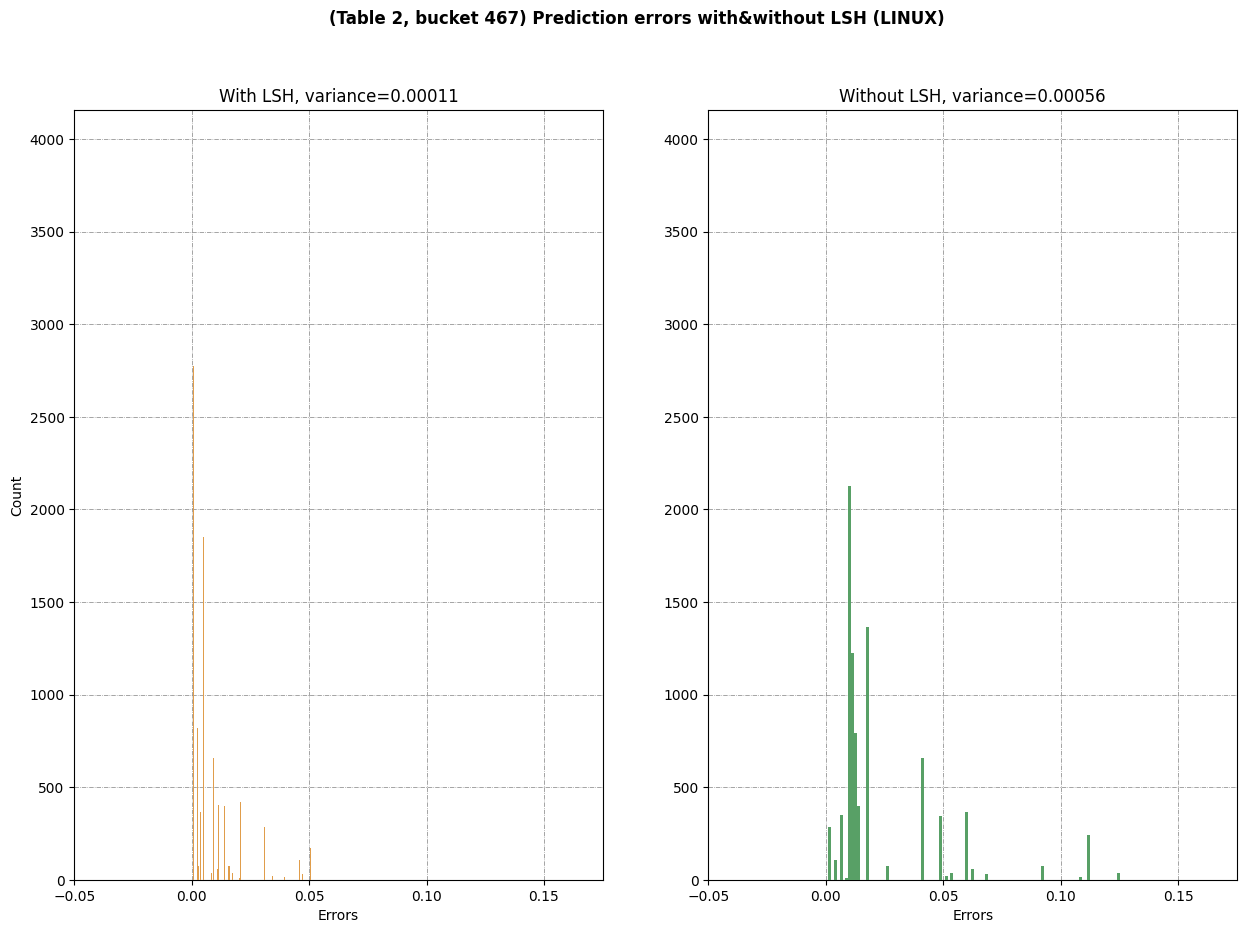 (Table 2, bucket 467) Prediction errors with&without LSH (LINUX)
With LSH, variance=0.00011
4000
3500
3000
2500
2000
1500
1000
500
0
Count
−0.05 0.00 0.05 0.10 0.15
Errors
Without LSH, variance=0.00056
4000
3500
3000
2500
2000
1500
1000
500
0
−0.05 0.00 0.05 0.10 0.15
Errors